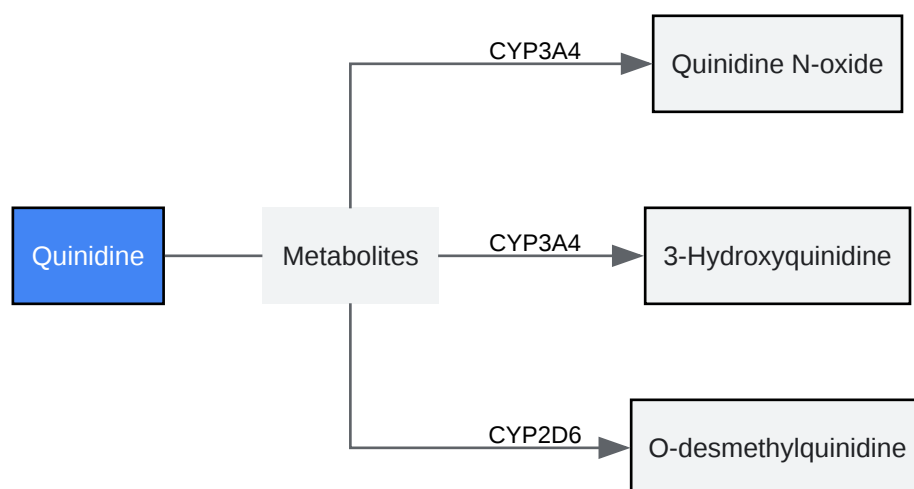 CYP3A4
Quinidine N-oxide
Quinidine
Metabolites
CYP3A4
3-Hydroxyquinidine
CYP2D6
O-desmethylquinidine